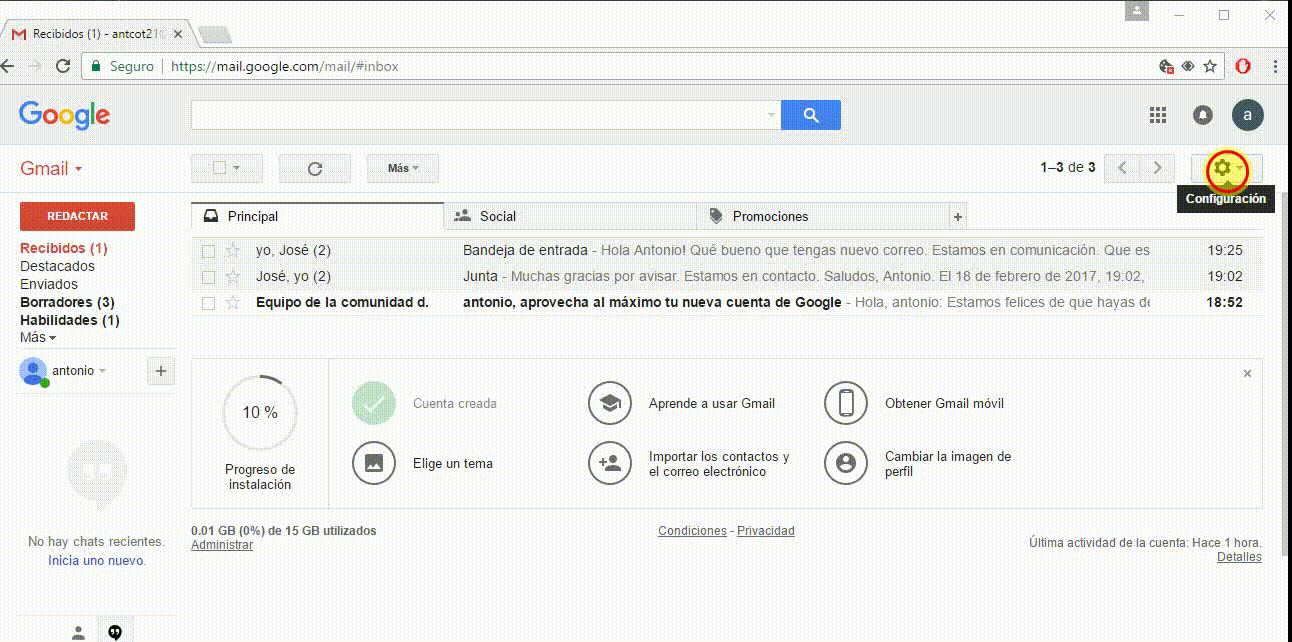 Recibidos (1) - antcot21
Seguro
https://mail.google.com/mail/#inbox
Google
a
Gmail
Más
1–3 de 3
Configuración
REDACTAR
Principal
Social
Promociones
+
Recibidos (1)
Destacados
Enviados
Borradores (3)
Habilidades (1)
Más
yo, José (2) Bandeja de entrada - Hola Antonio! Qué bueno que tengas nuevo correo. Estamos en comunicación. Que es 19:25
José, yo (2) Junta - Muchas gracias por avisar. Estamos en contacto. Saludos, Antonio. El 18 de febrero de 2017, 19:02, 19:02
Equipo de la comunidad d. antonio, aprovecha al máximo tu nueva cuenta de Google - Hola, antonio: Estamos felices de que hayas de 18:52
antonio
+
10 %
Progreso de
instalación
Cuenta creada
Aprende a usar Gmail
Obtener Gmail móvil
Elige un tema
Importar los contactos y
el correo electrónico
Cambiar la imagen de
perfil
No hay chats recientes.
Inicia uno nuevo.
0.01 GB (0%) de 15 GB utilizados
Administrar
Condiciones - Privacidad
Última actividad de la cuenta: Hace 1 hora.
Detalles